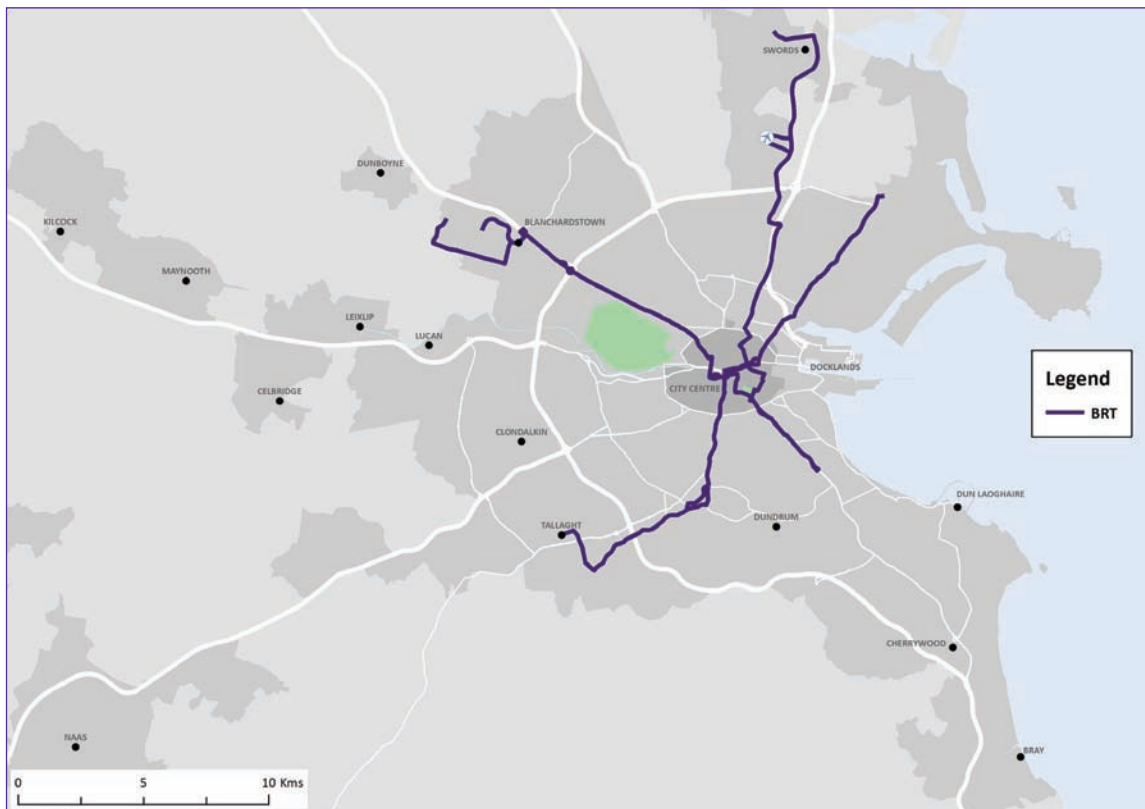 SWORDS
DUNBOYNE
BLANCHARDSTOWN
KILCOCK
MAYNOOTH
LEIXLIP
LUCAN
DOCKLANDS
CITY CENTRE
CELBRIDGE
Legend
BRT
CLONDALKIN
DUN LAOGHAIRE
TALLAGHT
DUNDRUM
CHERRYWOOD
NAAS
BRAY
0 5 10 Kms